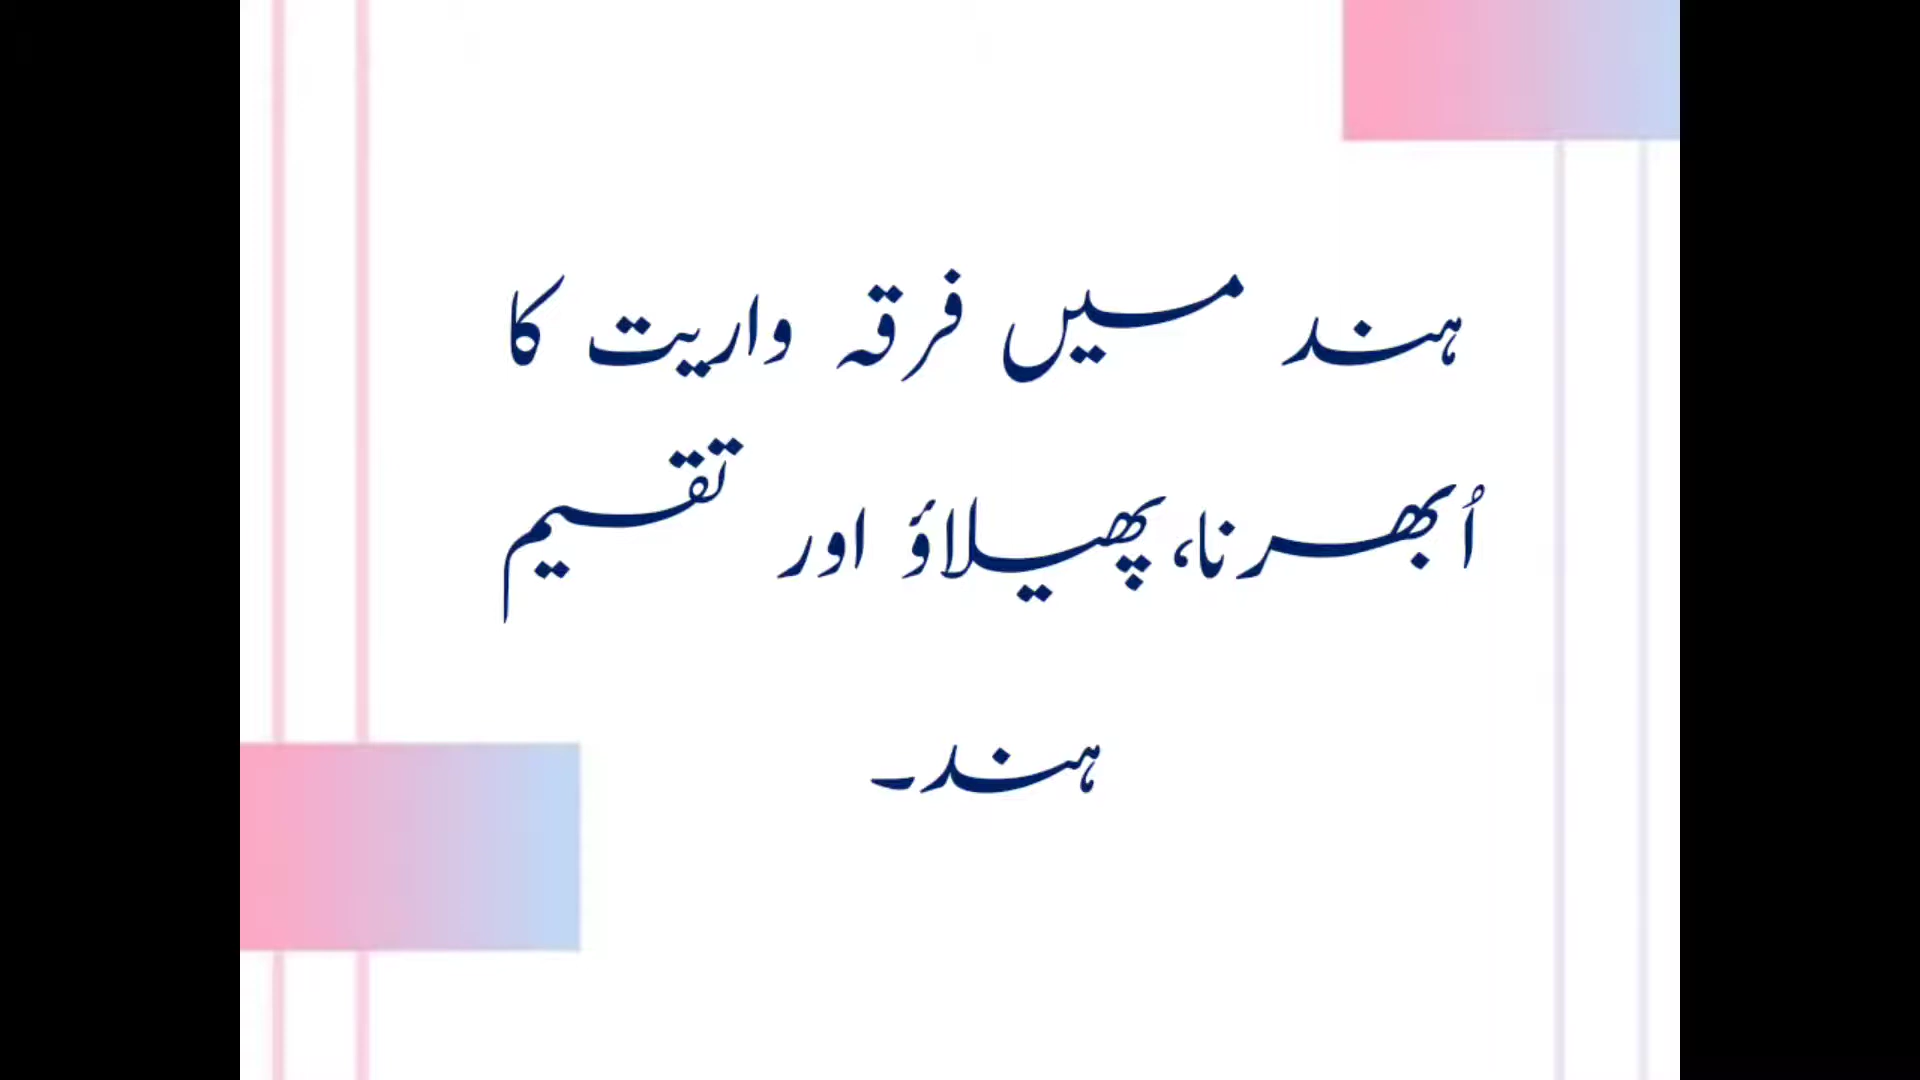 ہند میں فرقہ واریت کا
اُبھرنا، پھیلاؤ اور تقسیم
ہند۔